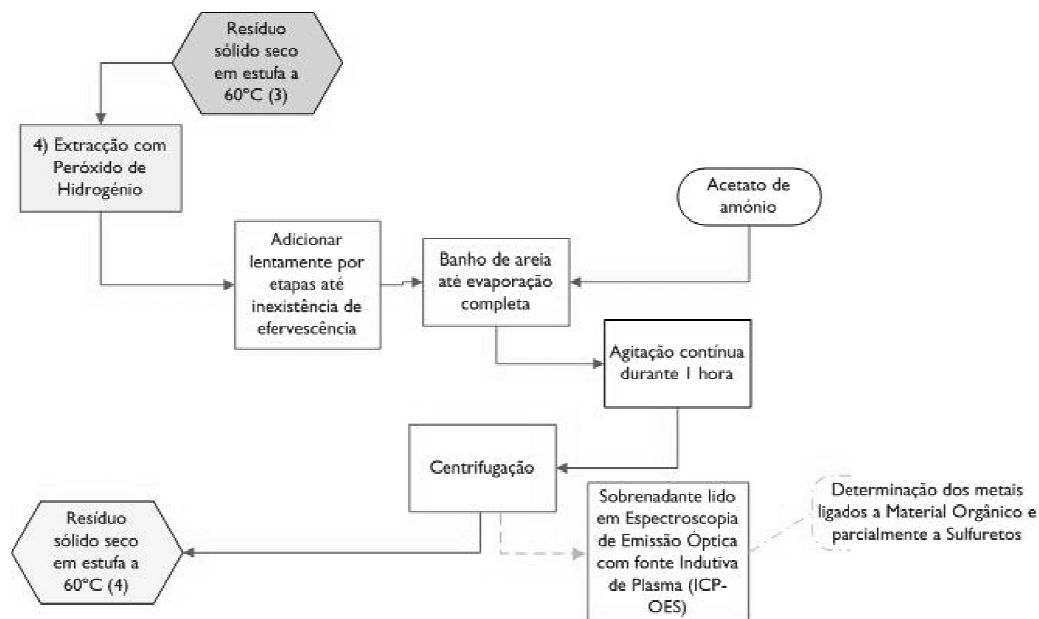 Resíduo
sólido seco
em estufa a
60°C (3)
4) Extracção com
Peróxido de
Hidrogénio
Acetato de
amónio
Adicionar
lentamente por
etapas até
inexistência de
efervescência
Banho de areia
até evaporação
completa
Agitação contínua
durante 1 hora
Centrifugação
Sobrenadante lido
em Espectroscopia
de Emissão Óptica
com fonte Indutiva
de Plasma (ICP-
OES)
Determinação dos metais
ligados a Material Orgânico e
parcialmente a Sulfuretos
Resíduo
sólido seco
em estufa a
60°C (4)